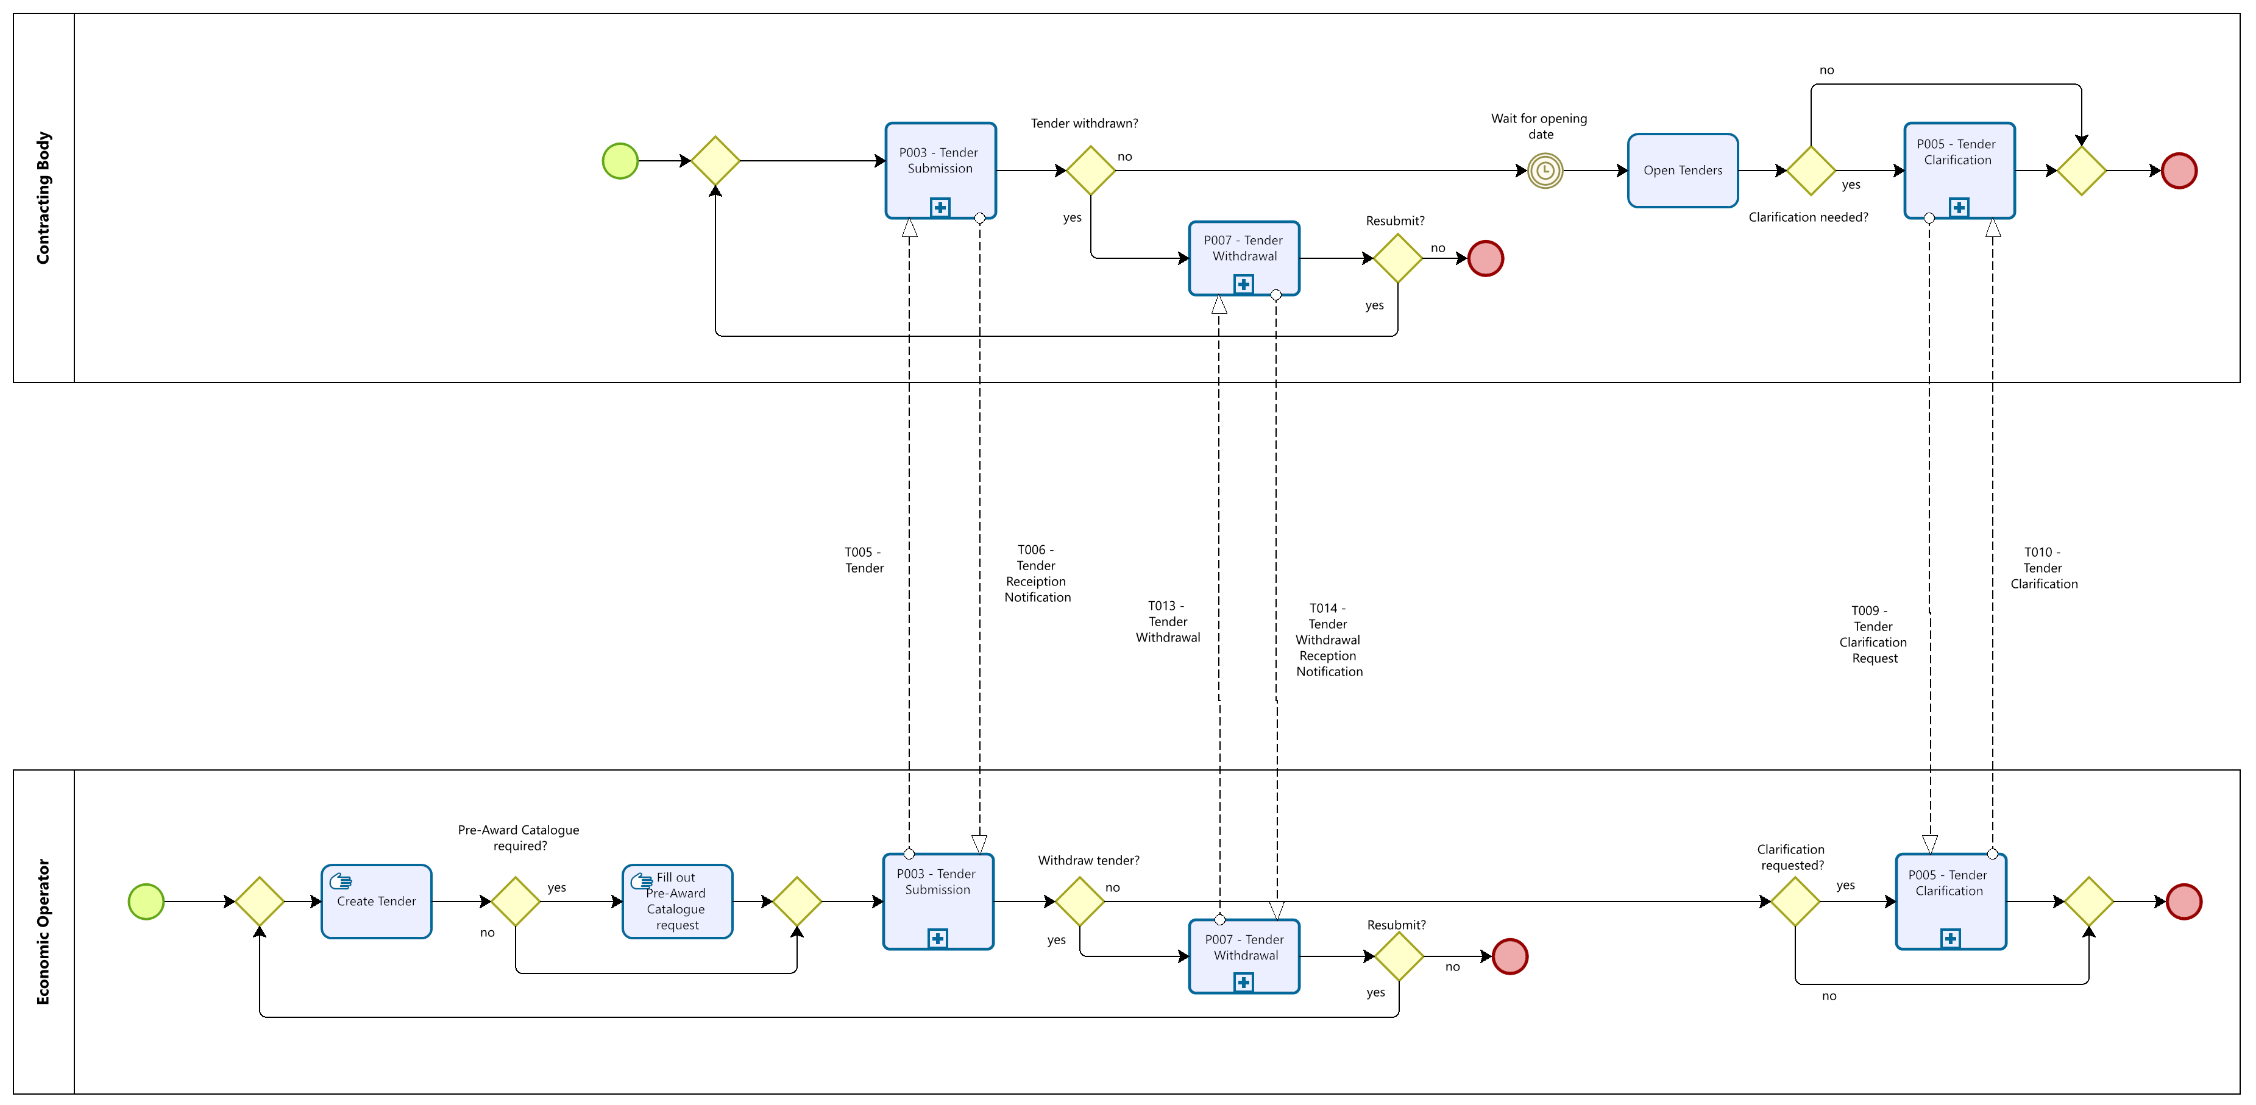 Contracting Body
no
Tender withdrawn?
Wait for opening
date
P003 - Tender
Submission
no
Open Tenders
P005 - Tender
Clarification
yes
yes
Clarification needed?
Resubmit?
P007 - Tender
Withdrawal
no
yes
T005 -
Tender
T006 -
Tender
Receiption
Notification
T013 -
Tender
Withdrawal
T014 -
Tender
Withdrawal
Reception
Notification
T009 -
Tender
Clarification
Request
T010 -
Tender
Clarification
Economic Operator
Pre-Award Catalogue
required?
Create Tender
yes
no
Fill out
Pre-Award
Catalogue
request
P003 - Tender
Submission
Withdraw tender?
no
yes
P007 - Tender
Withdrawal
Resubmit?
no
yes
Clarification
requested?
yes
no
P005 - Tender
Clarification